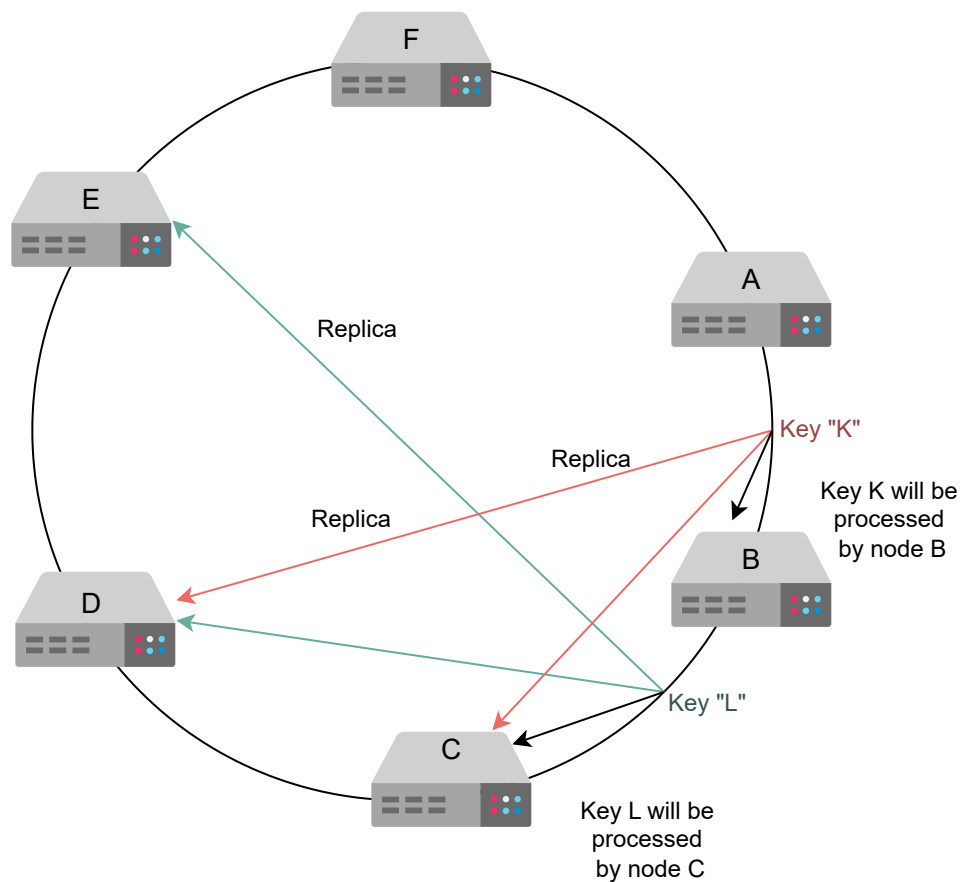 F
E
A
Replica
Key "K"
Replica
Key K will be
processed
by node B
Replica
B
D
Key "L"
C
Key L will be
processed
by node C